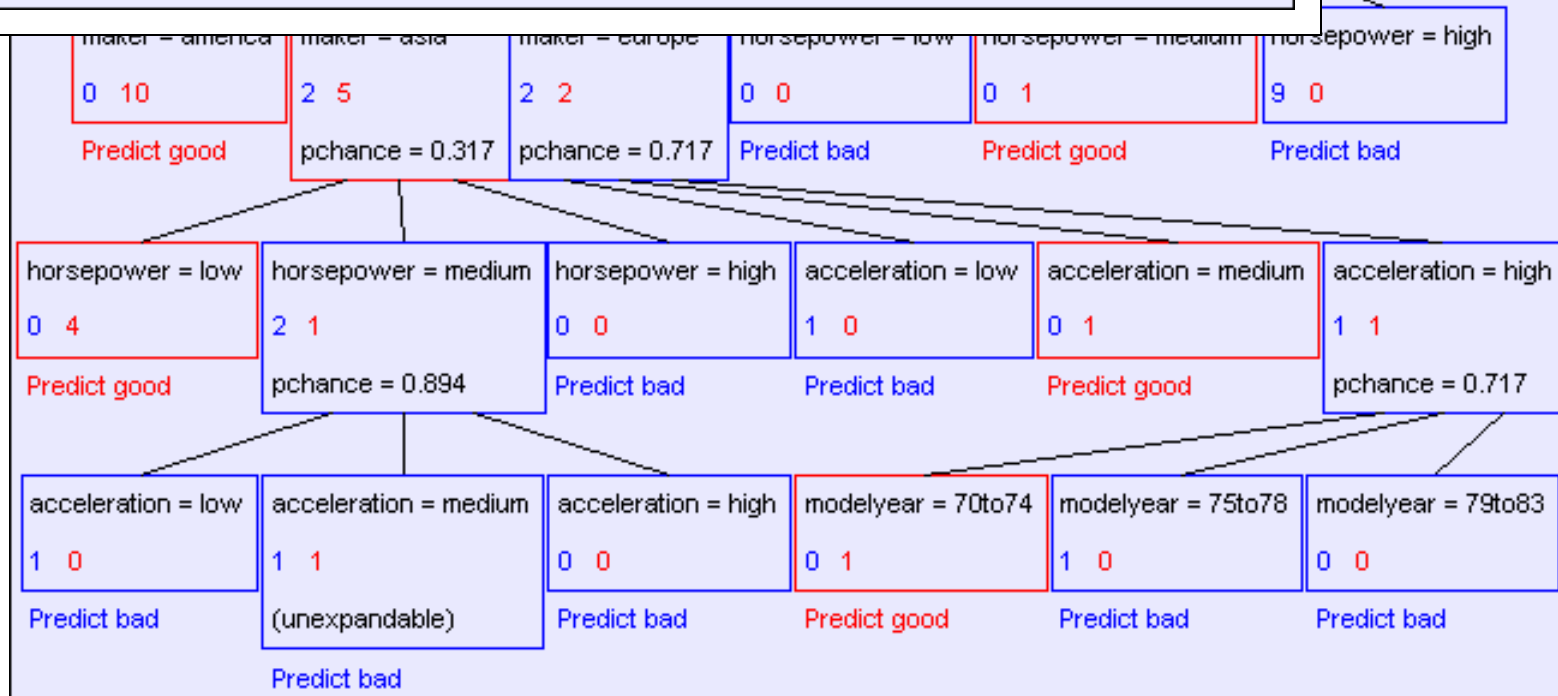 maker = america maker = asia maker = europe horsepower = low horsepower = medium horsepower = high
0 10 2 5 2 2 0 0 0 1 9 0
Predict good pchance = 0.317 pchance = 0.717 Predict bad Predict good Predict bad
horsepower = low horsepower = medium horsepower = high acceleration = low acceleration = medium acceleration = high
0 4 2 1 0 0 1 0 0 1 1 1
Predict good pchance = 0.894 Predict bad Predict bad Predict good pchance = 0.717
acceleration = low acceleration = medium acceleration = high modelyear = 70to74 modelyear = 75to78 modelyear = 79to83
1 0 1 1 0 0 0 1 1 0 0 0
Predict bad (unexpandable) Predict bad Predict good Predict bad Predict bad
Predict bad